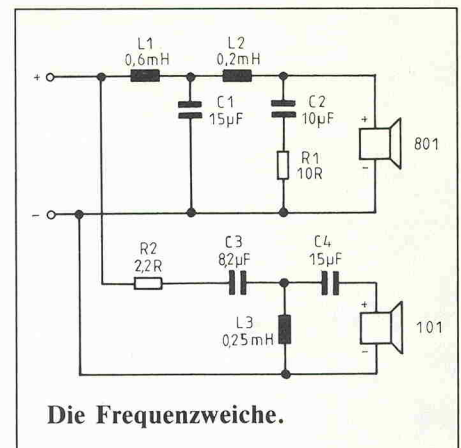 L1
0,6mH
L2
0,2mH
+
C1
15µF
C2
10µF
+
801
R1
10R
-
-
R2
2,2R
C3
8,2µF
C4
15µF
+
101
L3
0,25mH
-
Die Frequenzweiche.